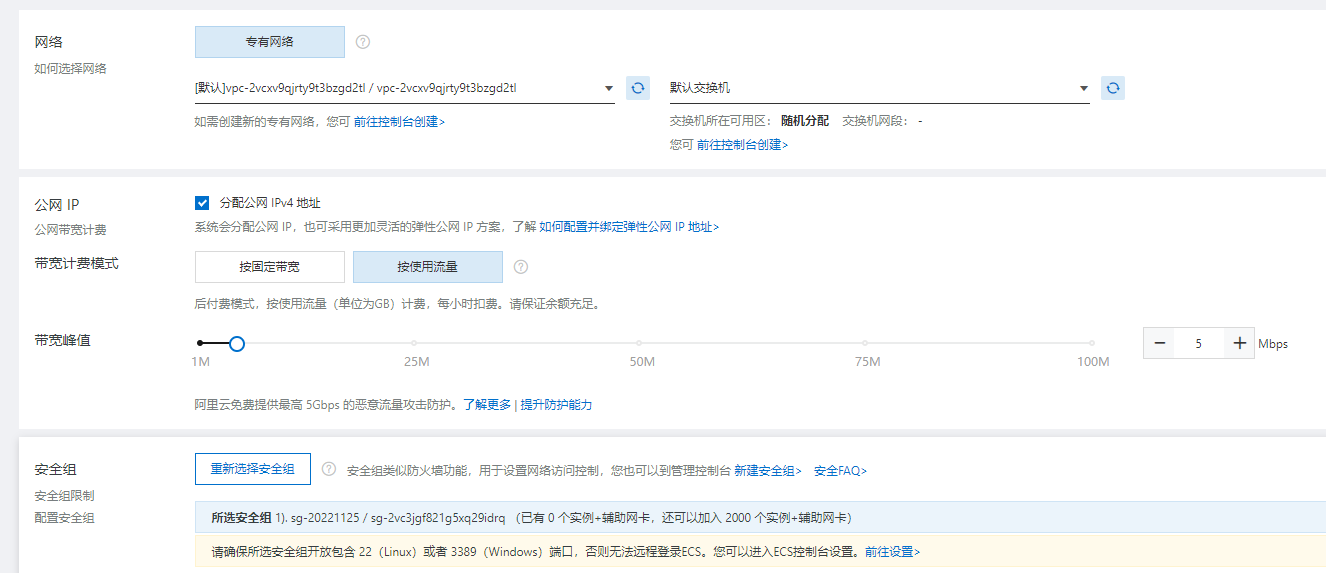 网络
专有网络
如何选择网络
[默认]vpc-2vcxv9qjrty9t3bzgd2tl / vpc-2vcxv9qjrty9t3bzgd2tl
默认交换机
如需创建新的专有网络，您可 前往控制台创建>
交换机所在可用区： 随机分配 交换机网段： -
您可 前往控制台创建>
公网 IP
分配公网 IPv4 地址
公网带宽计费
系统会分配公网 IP，也可采用更加灵活的弹性公网 IP 方案，了解 如何配置并绑定弹性公网 IP 地址>
带宽计费模式
按固定带宽
按使用流量
后付费模式，按使用流量（单位为GB）计费，每小时扣费。请保证余额充足。
带宽峰值
1M 25M 50M 75M 100M
5 Mbps
阿里云免费提供最高 5Gbps 的恶意流量攻击防护。了解更多 | 提升防护能力
安全组
重新选择安全组
安全组类似防火墙功能，用于设置网络访问控制，您也可以到管理控制台 新建安全组> 安全FAQ>
安全组限制
配置安全组
所选安全组 1). sg-20221125 / sg-2vc3jgf821g5xq29idrq （已有 0 个实例+辅助网卡，还可以加入 2000 个实例+辅助网卡）
请确保所选安全组开放包含 22（Linux）或者 3389（Windows）端口，否则无法远程登录ECS。您可以进入ECS控制台设置。前往设置>